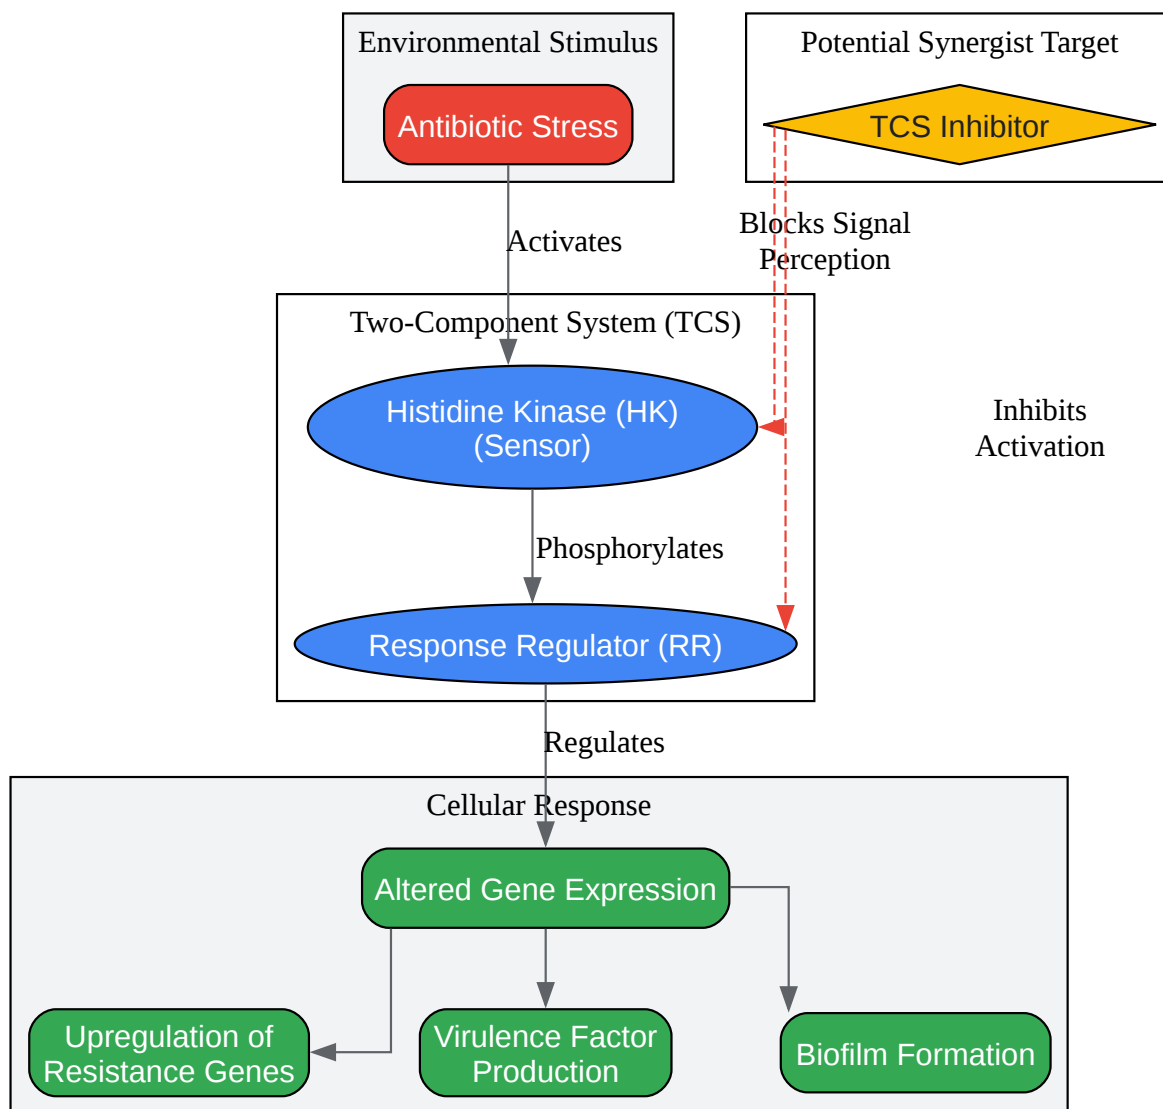 Environmental Stimulus
Potential Synergist Target
Antibiotic Stress
TCS Inhibitor
Activates
Blocks Signal
Perception
Two-Component System (TCS)
Histidine Kinase (HK)
(Sensor)
Inhibits
Activation
Phosphorylates
Response Regulator (RR)
Regulates
Cellular Response
Altered Gene Expression
Upregulation of
Resistance Genes
Virulence Factor
Production
Biofilm Formation